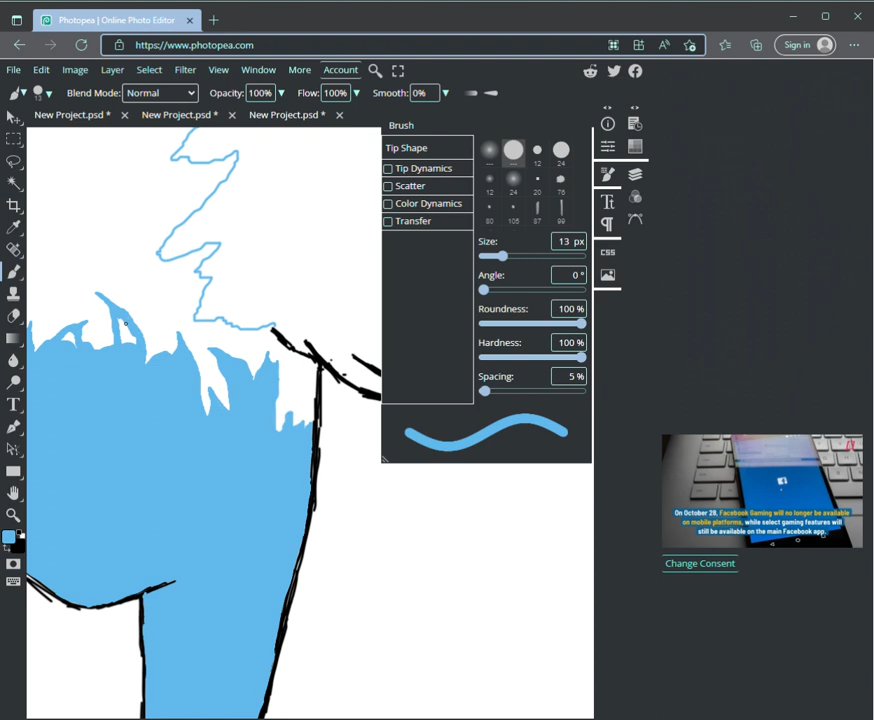 Photopea | Online Photo Editor
https://www.photopea.com
Sign in
File Edit Image Layer Select Filter View Window More Account
13 Blend Mode: Normal Opacity: 100% Flow: 100% Smooth: 0%
New Project.psd * New Project.psd * New Project.psd *
Brush
Tip Shape
Tip Dynamics
Scatter
Color Dynamics
Transfer
--- --- 12 24
12 24 20 76
80 105 87 99
Size: 13 px
Angle: 0°
Roundness: 100 %
Hardness: 100 %
Spacing: 5 %
CSS
On October 28, Facebook Gaming will no longer be available
on mobile platforms, while select gaming features will
still be available on the main Facebook app.
Change Consent